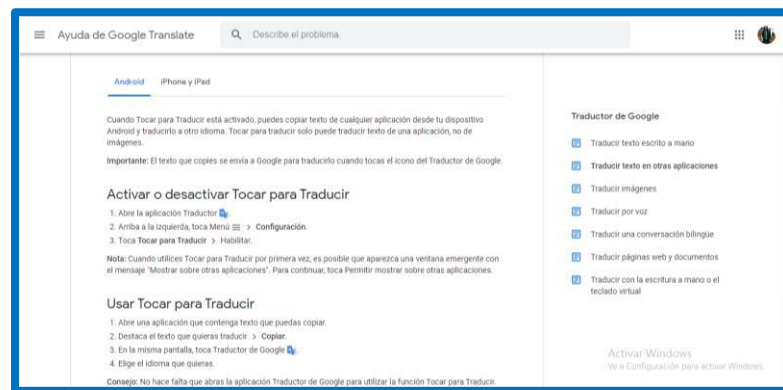 Ayuda de Google Translate
Describe el problema.
Android iPhone y iPad
Cuando Tocar para Traducir está activado, puedes copiar texto de cualquier aplicación desde tu dispositivo
Android y traducirlo a otro idioma. Tocar para traducir solo puede traducir texto de una aplicación, no de
imágenes.
Importante: El texto que copies se envía a Google para traducirlo cuando tocas el icono del Traductor de Google.
Activar o desactivar Tocar para Traducir
1. Abre la aplicación Traductor.
2. Arriba a la izquierda, toca Menú > Configuración.
3. Toca Tocar para Traducir > Habilitar.
Nota: Cuando utilices Tocar para Traducir por primera vez, es posible que aparezca una ventana emergente con
el mensaje "Mostrar sobre otras aplicaciones". Para continuar, toca Permitir mostrar sobre otras aplicaciones.
Usar Tocar para Traducir
1. Abre una aplicación que contenga texto que puedas copiar.
2. Destaca el texto que quieras traducir > Copiar.
3. En la misma pantalla, toca Traductor de Google.
4. Elige el idioma que quieras.
Consejo: No hace falta que abras la aplicación Traductor de Google para utilizar la función Tocar para Traducir.
Traductor de Google
Traducir texto escrito a mano
Traducir texto en otras aplicaciones
Traducir imágenes
Traducir por voz
Traducir una conversación bilingüe
Traducir páginas web y documentos
Traducir con la escritura a mano o el
teclado virtual
Activar Windows
Ve a Configuración para activar Windows.